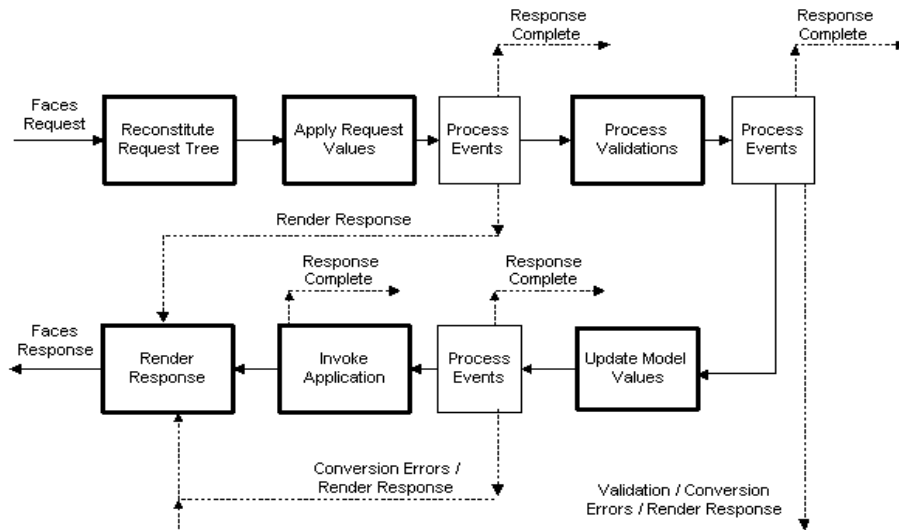 Response
Complete
Response
Complete
Faces
Request
Reconstitute
Request Tree
Apply Request
Values
Process
Events
Process
Validations
Process
Events
Render Response
Response
Complete
Response
Complete
Faces
Response
Render
Response
Invoke
Application
Process
Events
Update Model
Values
Conversion Errors /
Render Response
Validation / Conversion
Errors / Render Response